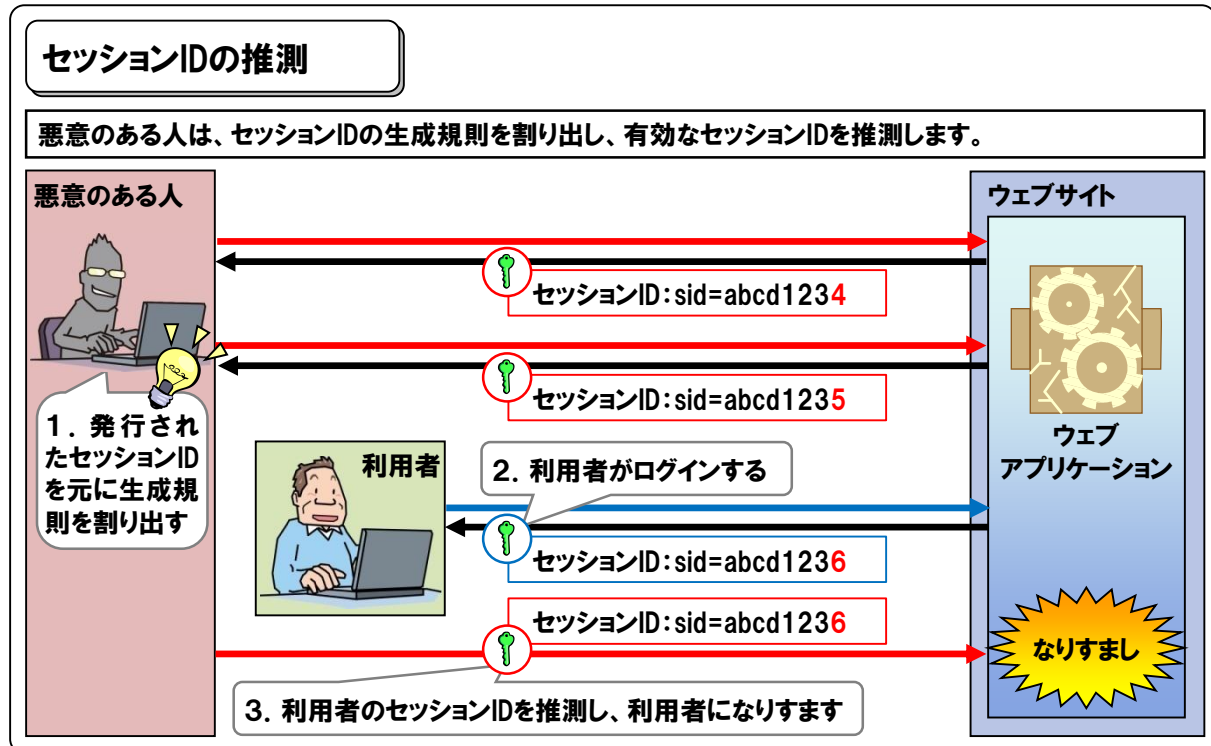 セッションIDの推測
悪意のある人は、セッションIDの生成規則を割り出し、有効なセッションIDを推測します。
悪意のある人
ウェブサイト
セッションID：sid=abcd1234
セッションID：sid=abcd1235
1．発行され
たセッションID
を元に生成規
則を割り出す
ウェブ
アプリケーション
利用者
2．利用者がログインする
セッションID：sid=abcd1236
セッションID：sid=abcd1236
なりすまし
3．利用者のセッションIDを推測し、利用者になりすます